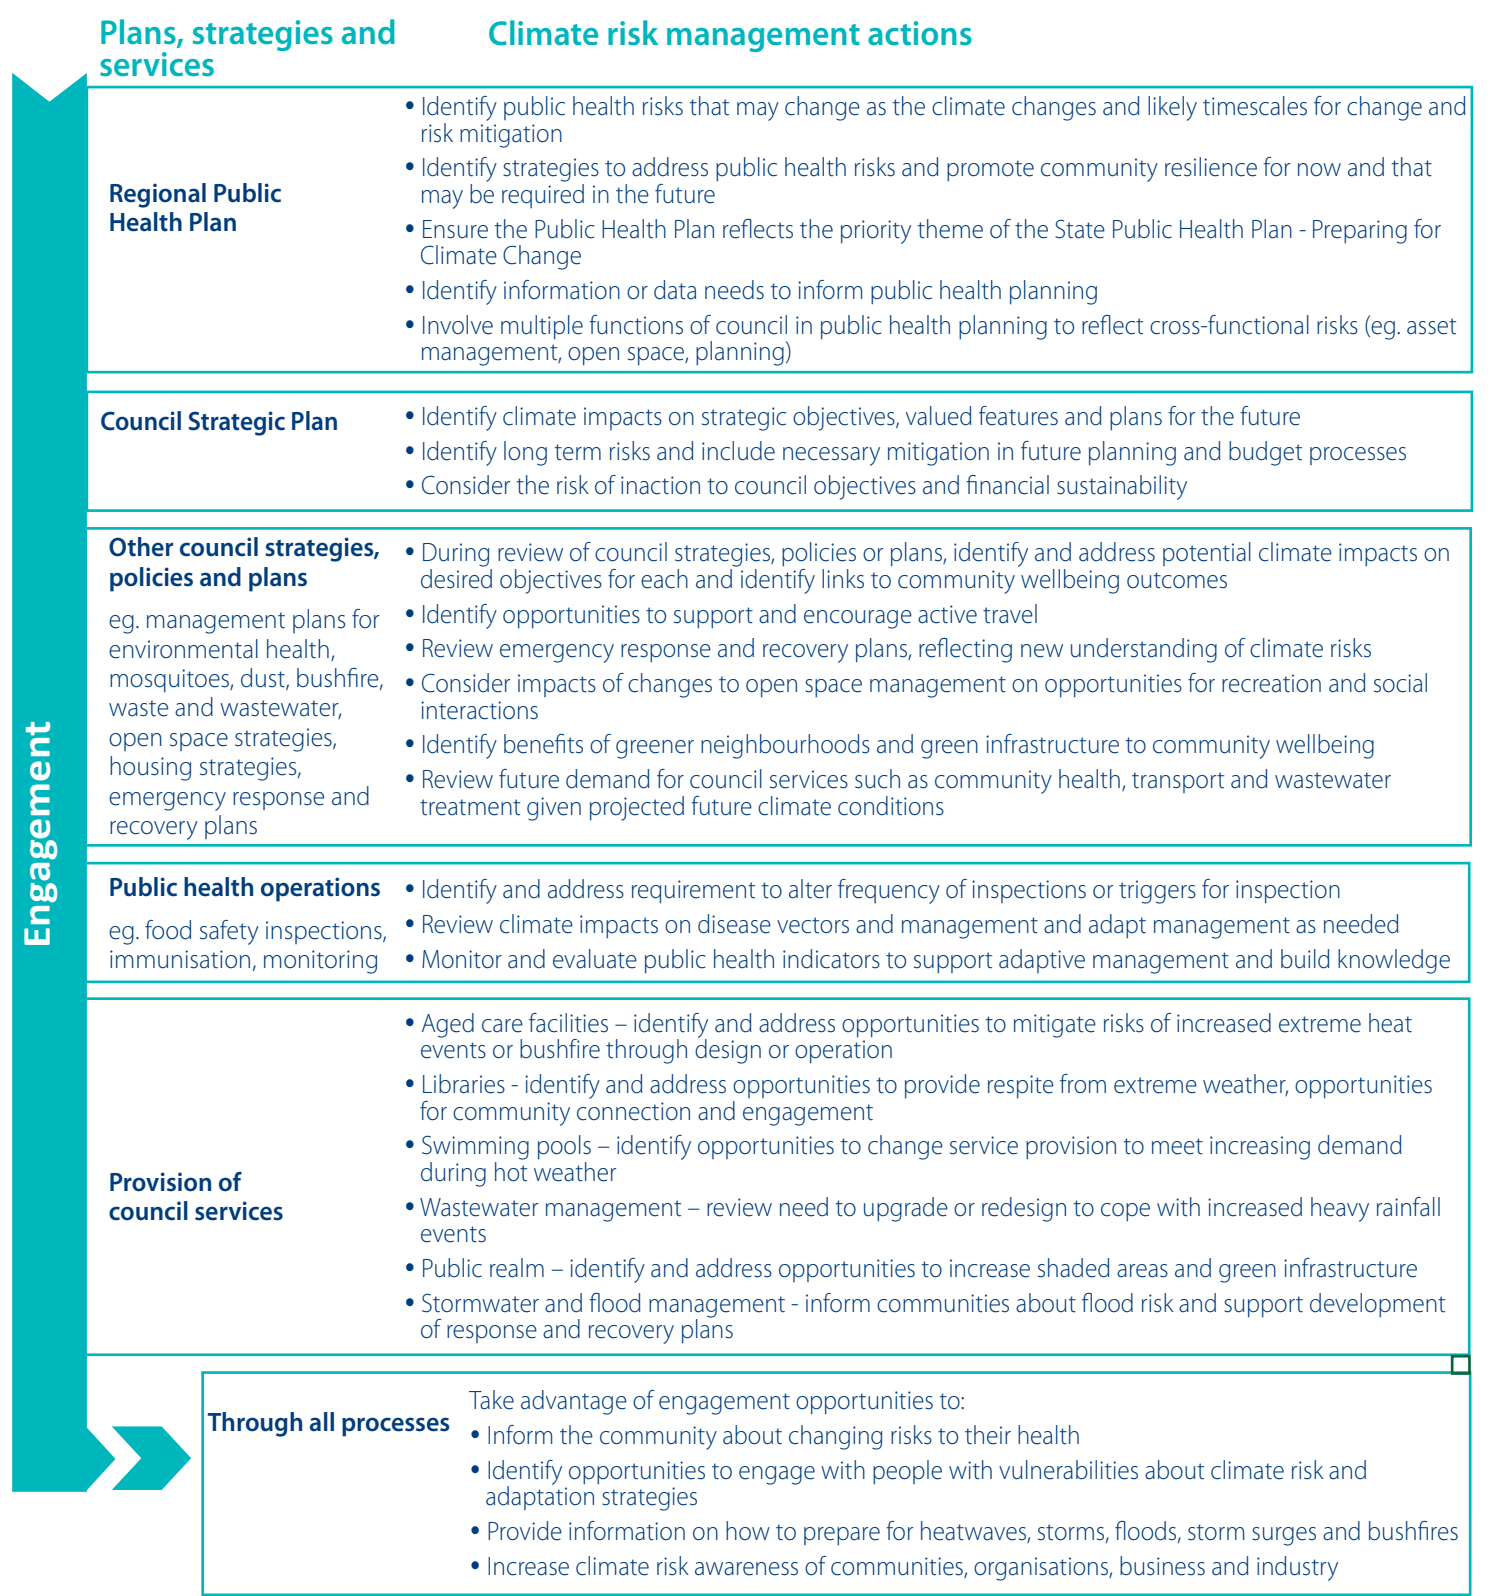 Plans, strategies and
services
Climate risk management actions
Engagement
Regional Public
Health Plan
• Identify public health risks that may change as the climate changes and likely timescales for change and
risk mitigation
• Identify strategies to address public health risks and promote community resilience for now and that
may be required in the future
• Ensure the Public Health Plan reflects the priority theme of the State Public Health Plan - Preparing for
Climate Change
• Identify information or data needs to inform public health planning
• Involve multiple functions of council in public health planning to reflect cross-functional risks (eg. asset
management, open space, planning)
Council Strategic Plan
• Identify climate impacts on strategic objectives, valued features and plans for the future
• Identify long term risks and include necessary mitigation in future planning and budget processes
• Consider the risk of inaction to council objectives and financial sustainability
Other council strategies,
policies and plans
eg. management plans for
environmental health,
mosquitoes, dust, bushfire,
waste and wastewater,
open space strategies,
housing strategies,
emergency response and
recovery plans
• During review of council strategies, policies or plans, identify and address potential climate impacts on
desired objectives for each and identify links to community wellbeing outcomes
• Identify opportunities to support and encourage active travel
• Review emergency response and recovery plans, reflecting new understanding of climate risks
• Consider impacts of changes to open space management on opportunities for recreation and social
interactions
• Identify benefits of greener neighbourhoods and green infrastructure to community wellbeing
• Review future demand for council services such as community health, transport and wastewater
treatment given projected future climate conditions
Public health operations
eg. food safety inspections,
immunisation, monitoring
• Identify and address requirement to alter frequency of inspections or triggers for inspection
• Review climate impacts on disease vectors and management and adapt management as needed
• Monitor and evaluate public health indicators to support adaptive management and build knowledge
Provision of
council services
• Aged care facilities – identify and address opportunities to mitigate risks of increased extreme heat
events or bushfire through design or operation
• Libraries - identify and address opportunities to provide respite from extreme weather, opportunities
for community connection and engagement
• Swimming pools – identify opportunities to change service provision to meet increasing demand
during hot weather
• Wastewater management – review need to upgrade or redesign to cope with increased heavy rainfall
events
• Public realm – identify and address opportunities to increase shaded areas and green infrastructure
• Stormwater and flood management - inform communities about flood risk and support development
of response and recovery plans
Through all processes
Take advantage of engagement opportunities to:
• Inform the community about changing risks to their health
• Identify opportunities to engage with people with vulnerabilities about climate risk and
adaptation strategies
• Provide information on how to prepare for heatwaves, storms, floods, storm surges and bushfires
• Increase climate risk awareness of communities, organisations, business and industry